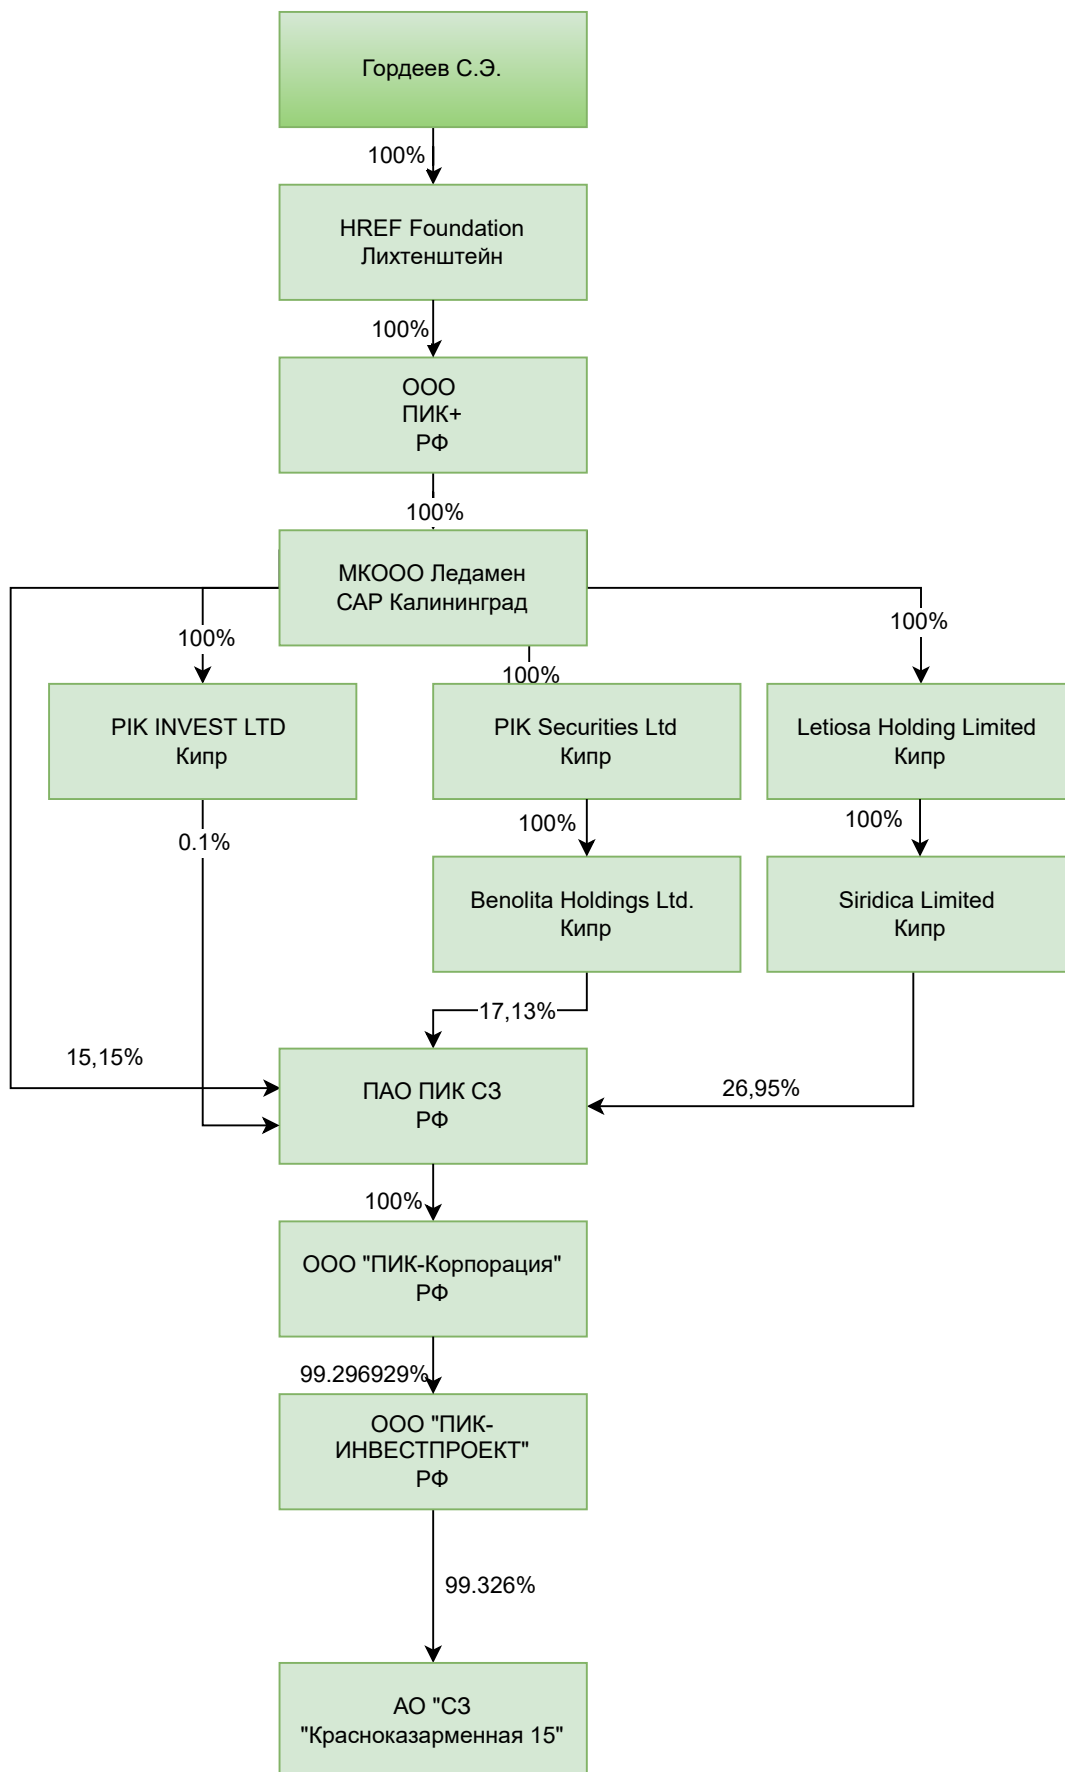 Гордеев С.Э.
100%
HREF Foundation
Лихтенштейн
100%
ООО
ПИК+
РФ
100%
МКООО Ледамен
САР Калининград
100%
100%
100%
PIK INVEST LTD
Кипр
PIK Securities Ltd
Кипр
Letiosa Holding Limited
Кипр
0.1%
100%
100%
Benolita Holdings Ltd.
Кипр
Siridica Limited
Кипр
17,13%
15,15%
26,95%
ПАО ПИК СЗ
РФ
100%
ООО "ПИК-Корпорация"
РФ
99.296929%
ООО "ПИК-
ИНВЕСТПРОЕКТ"
РФ
99.326%
АО "СЗ
"Красноказарменная 15"